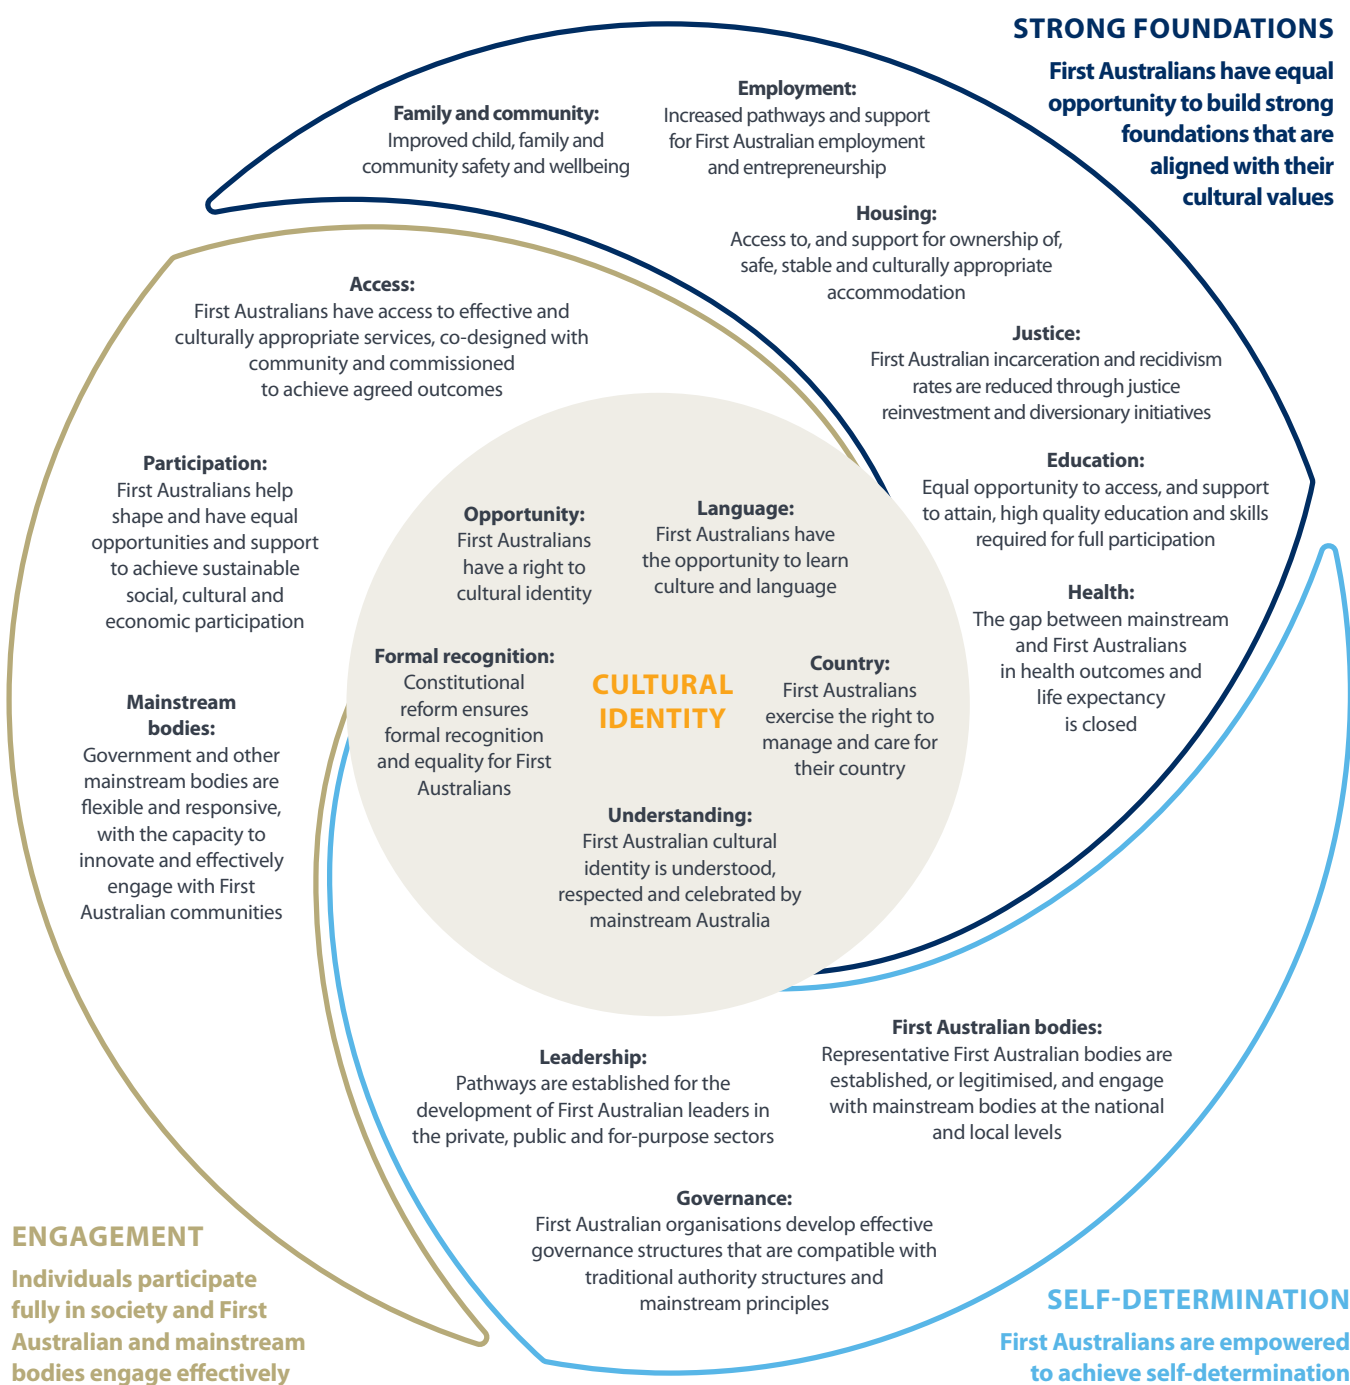 STRONG FOUNDATIONS
First Australians have equal
opportunity to build strong
foundations that are
aligned with their
cultural values
Family and community:
Improved child, family and
community safety and wellbeing
Employment:
Increased pathways and support
for First Australian employment
and entrepreneurship
Housing:
Access to, and support for ownership of,
safe, stable and culturally appropriate
accommodation
Justice:
First Australian incarceration and recidivism
rates are reduced through justice
reinvestment and diversionary initiatives
Education:
Equal opportunity to access, and support
to attain, high quality education and skills
required for full participation
Health:
The gap between mainstream
and First Australians
in health outcomes and
life expectancy
is closed
Access:
First Australians have access to effective and
culturally appropriate services, co-designed with
community and commissioned
to achieve agreed outcomes
Participation:
First Australians help
shape and have equal
opportunities and support
to achieve sustainable
social, cultural and
economic participation
Mainstream
bodies:
Government and other
mainstream bodies are
flexible and responsive,
with the capacity to
innovate and effectively
engage with First
Australian communities
Opportunity:
First Australians
have a right to
cultural identity
Language:
First Australians have
the opportunity to learn
culture and language
Formal recognition:
Constitutional
reform ensures
formal recognition
and equality for First
Australians
CULTURAL
IDENTITY
Country:
First Australians
exercise the right to
manage and care for
their country
Understanding:
First Australian cultural
identity is understood,
respected and celebrated by
mainstream Australia
Leadership:
Pathways are established for the
development of First Australian leaders in
the private, public and for-purpose sectors
First Australian bodies:
Representative First Australian bodies are
established, or legitimised, and engage
with mainstream bodies at the national
and local levels
Governance:
First Australian organisations develop effective
governance structures that are compatible with
traditional authority structures and
mainstream principles
ENGAGEMENT
Individuals participate
fully in society and First
Australian and mainstream
bodies engage effectively
SELF-DETERMINATION
First Australians are empowered
to achieve self-determination